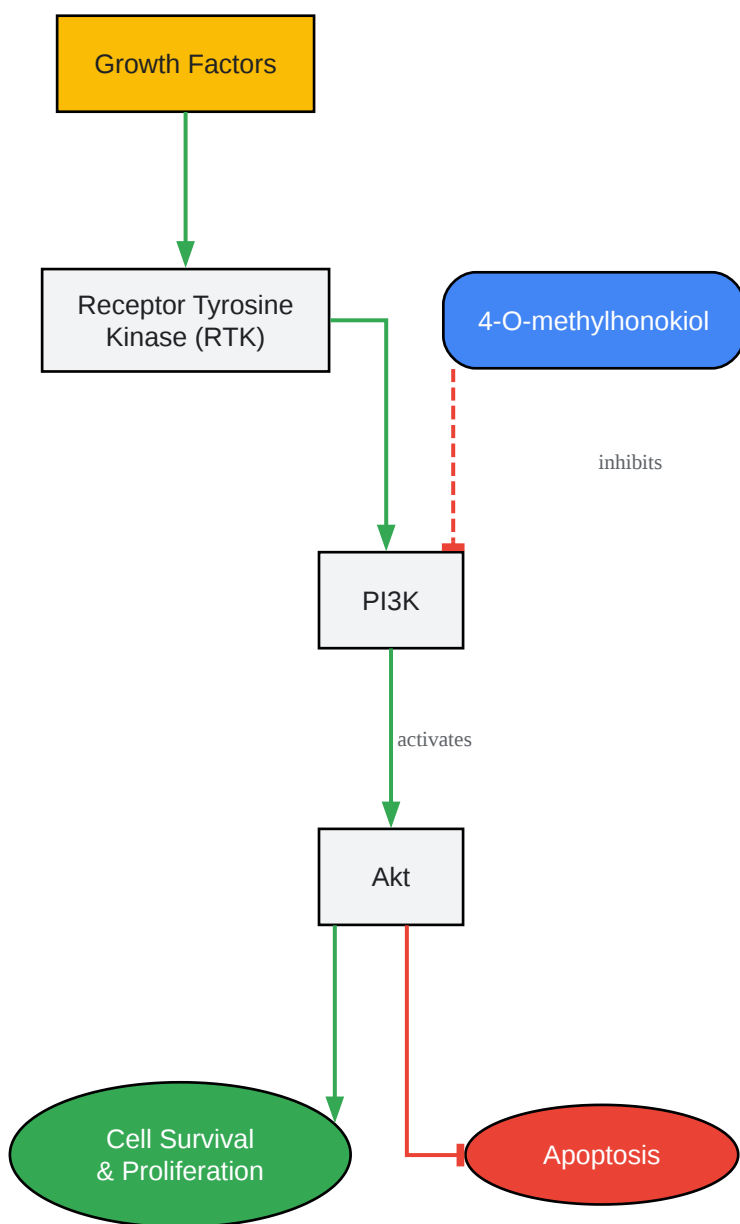 Growth Factors
Receptor Tyrosine
Kinase (RTK)
4-O-methylhonokiol
inhibits
PI3K
activates
Akt
Cell Survival
& Proliferation
Apoptosis